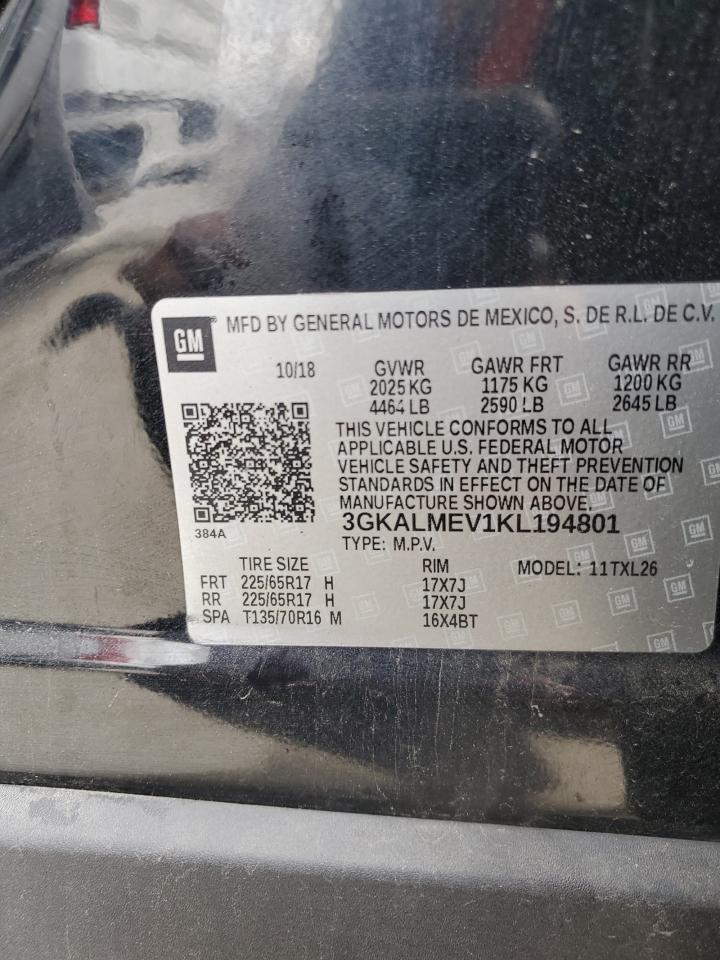 GM® MFD BY GENERAL MOTORS DE MEXICO, S. DE R.L. DE C.V.
10/18 GVWR GAWR FRT GAWR RR
2025 KG 1175 KG 1200 KG
4464 LB 2590 LB 2645 LB
THIS VEHICLE CONFORMS TO ALL
APPLICABLE U.S. FEDERAL MOTOR
VEHICLE SAFETY AND THEFT PREVENTION
STANDARDS IN EFFECT ON THE DATE OF
MANUFACTURE SHOWN ABOVE.
3GKALMEV1KL194801
384A TYPE: M.P.V.
TIRE SIZE RIM MODEL: 11TXL26
FRT 225/65R17 H 17X7J
RR 225/65R17 H 17X7J
SPA T135/70R16 M 16X4BT